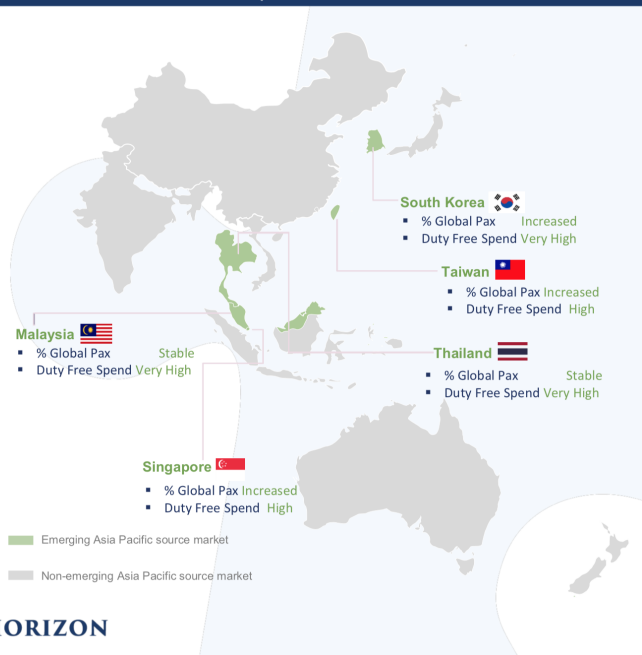 South Korea
▪ % Global Pax Increased
▪ Duty Free Spend Very High
Taiwan
▪ % Global Pax Increased
▪ Duty Free Spend High
Malaysia
▪ % Global Pax Stable
▪ Duty Free Spend Very High
Thailand
▪ % Global Pax Stable
▪ Duty Free Spend Very High
Singapore
▪ % Global Pax Increased
▪ Duty Free Spend High
Emerging Asia Pacific source market
Non-emerging Asia Pacific source market
ORIZON